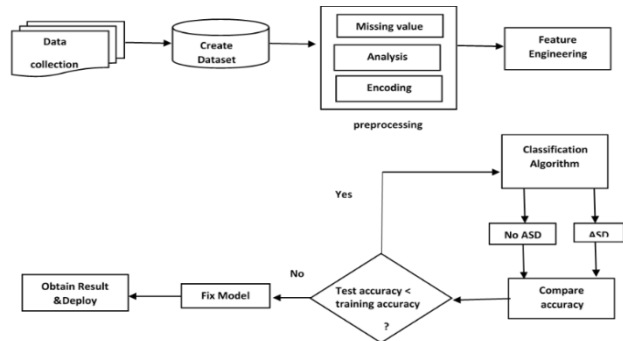 Data
collection
Create
Dataset
Missing value
Analysis
Encoding
preprocessing
Feature
Engineering
Classification
Algorithm
No ASD
ASD
Compare
accuracy
Test accuracy <
training accuracy
?
Yes
No
Fix Model
Obtain Result
&Deploy